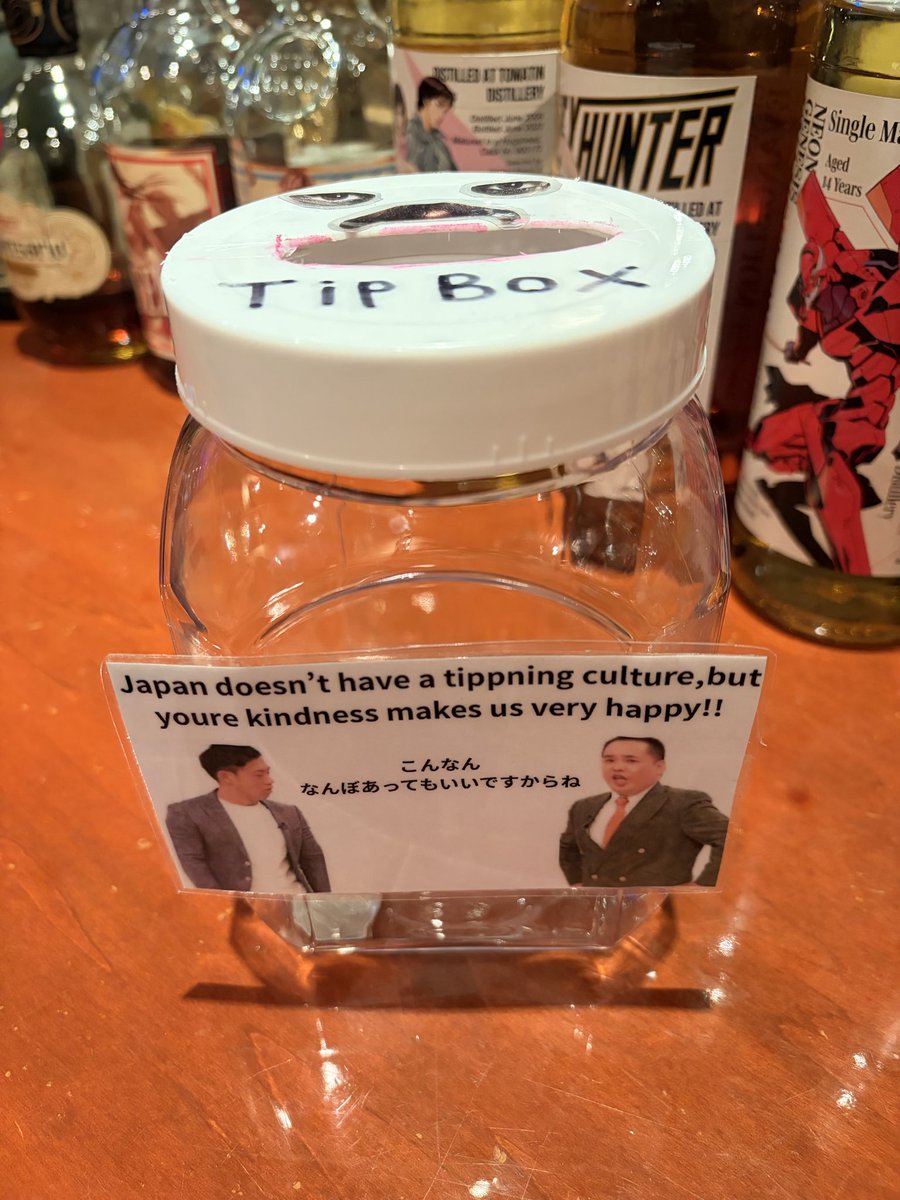 DISTILLED AT TOMATIN
DISTILLERY
HUNTER
NEON
GENESIS
Single Ma
Aged
14 Years
TIP BOX
Japan doesn't have a tippning culture,but
youre kindness makes us very happy!!
こんなん
なんぼあってもいいですからね